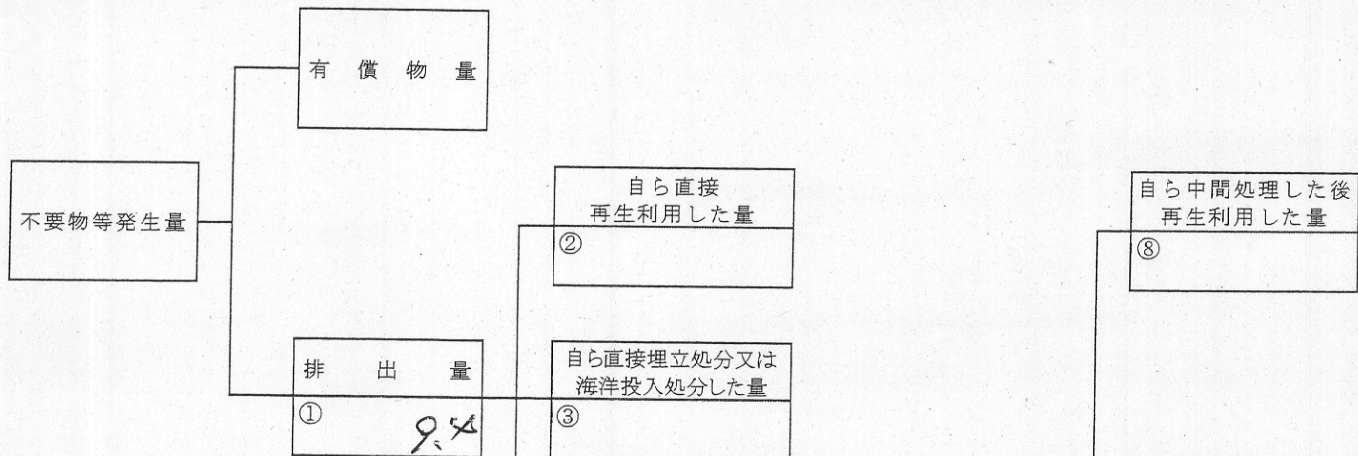 有償物量
不要物等発生量
自ら直接
再生利用した量
②
自ら中間処理した後
再生利用した量
⑧
排出量
①
9.4
自ら直接埋立処分又は
海洋投入処分した量
③